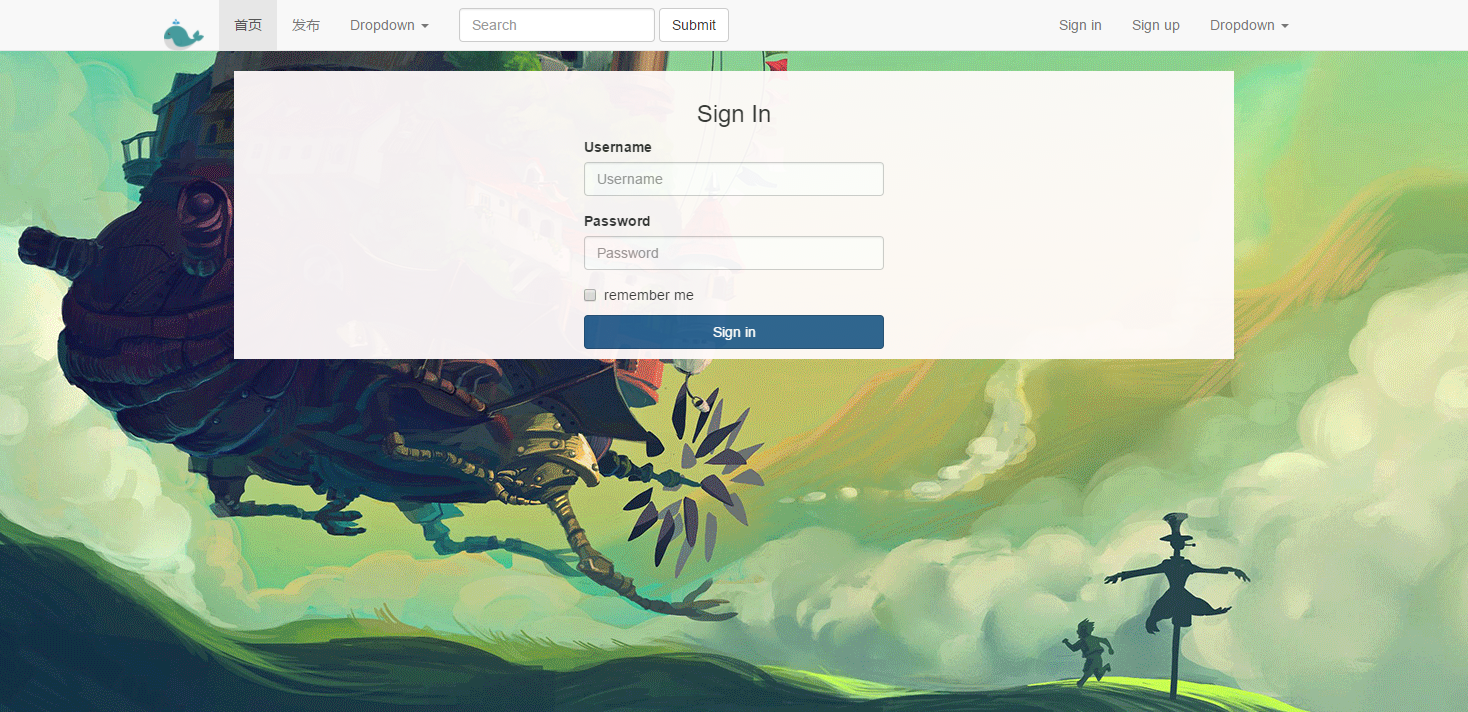 首页 发布 Dropdown Search Submit Sign in Sign up Dropdown
Sign In
Username
Username
Password
Password
remember me
Sign in